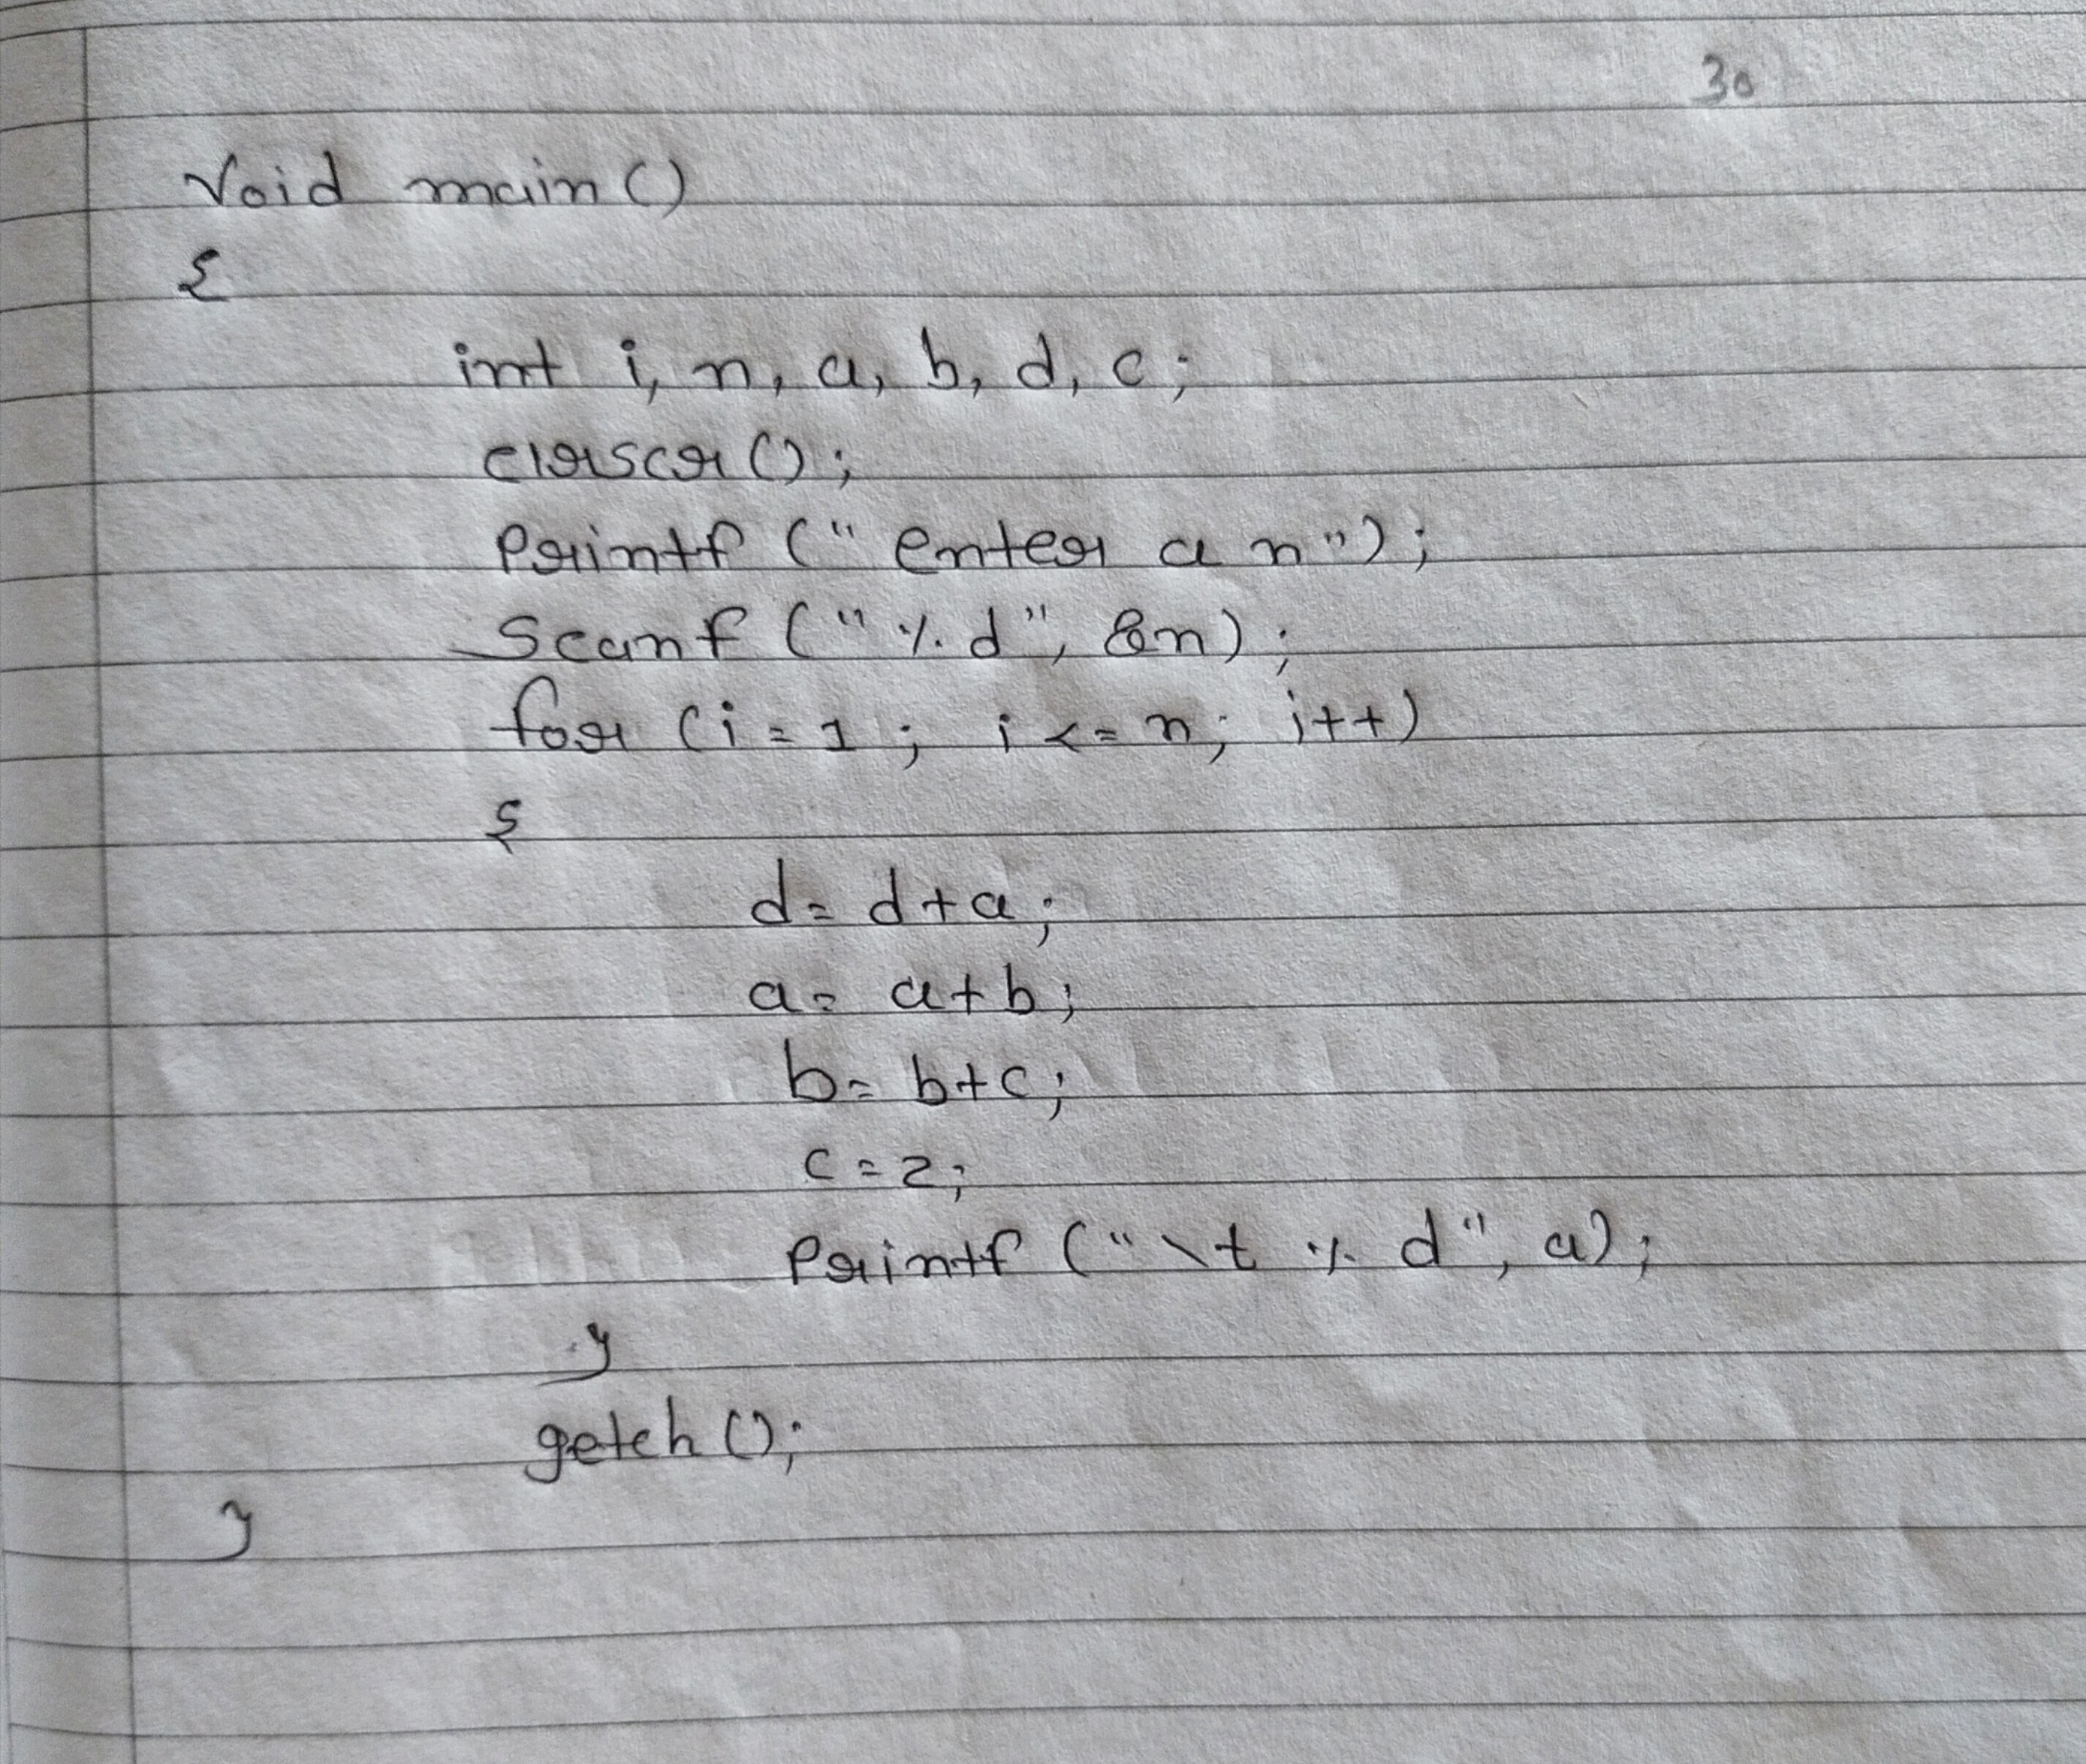 30
Void main ()
{
int i, n, a, b, d, c;
clrscr ();
Printf (" enter a n");
Scanf ("%d", &n);
for (i=1; i<=n; i++)
{
d= d+a;
a= a+b;
b= b+c;
c=2;
Printf ("\t %d", a);
}
getch ();
}